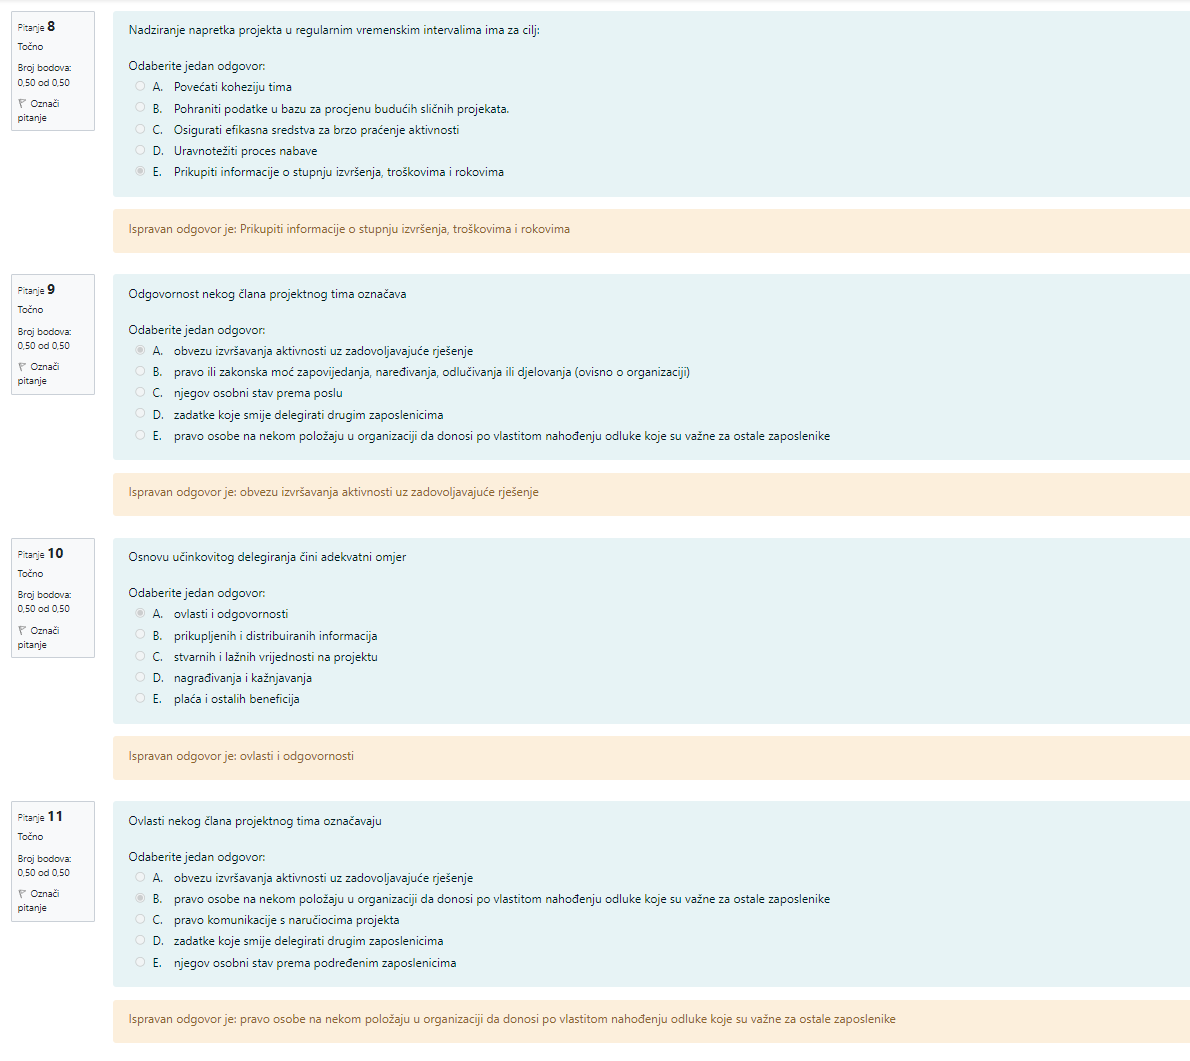 Pitanje 8
Točno
Broj bodova:
0,50 od 0,50
Označi
pitanje
Nadziranje napretka projekta u regularnim vremenskim intervalima ima za cilj:
Odaberite jedan odgovor:
A. Povećati koheziju tima
B. Pohraniti podatke u bazu za procjenu budućih sličnih projekata.
C. Osigurati efikasna sredstva za brzo praćenje aktivnosti
D. Uravnotežiti proces nabave
E. Prikupiti informacije o stupnju izvršenja, troškovima i rokovima
Ispravan odgovor je: Prikupiti informacije o stupnju izvršenja, troškovima i rokovima
Pitanje 9
Točno
Broj bodova:
0,50 od 0,50
Označi
pitanje
Odgovornost nekog člana projektnog tima označava
Odaberite jedan odgovor:
A. obvezu izvršavanja aktivnosti uz zadovoljavajuće rješenje
B. pravo ili zakonska moć zapovijedanja, naređivanja, odlučivanja ili djelovanja (ovisno o organizaciji)
C. njegov osobni stav prema poslu
D. zadatke koje smije delegirati drugim zaposlenicima
E. pravo osobe na nekom položaju u organizaciji da donosi po vlastitom nahođenju odluke koje su važne za ostale zaposlenike
Ispravan odgovor je: obvezu izvršavanja aktivnosti uz zadovoljavajuće rješenje
Pitanje 10
Točno
Broj bodova:
0,50 od 0,50
Označi
pitanje
Osnovu učinkovitog delegiranja čini adekvatni omjer
Odaberite jedan odgovor:
A. ovlasti i odgovornosti
B. prikupljenih i distribuiranih informacija
C. stvarnih i lažnih vrijednosti na projektu
D. nagrađivanja i kažnjavanja
E. plaća i ostalih beneficija
Ispravan odgovor je: ovlasti i odgovornosti
Pitanje 11
Točno
Broj bodova:
0,50 od 0,50
Označi
pitanje
Ovlasti nekog člana projektnog tima označavaju
Odaberite jedan odgovor:
A. obvezu izvršavanja aktivnosti uz zadovoljavajuće rješenje
B. pravo osobe na nekom položaju u organizaciji da donosi po vlastitom nahođenju odluke koje su važne za ostale zaposlenike
C. pravo komunikacije s naručiocima projekta
D. zadatke koje smije delegirati drugim zaposlenicima
E. njegov osobni stav prema podređenim zaposlenicima
Ispravan odgovor je: pravo osobe na nekom položaju u organizaciji da donosi po vlastitom nahođenju odluke koje su važne za ostale zaposlenike